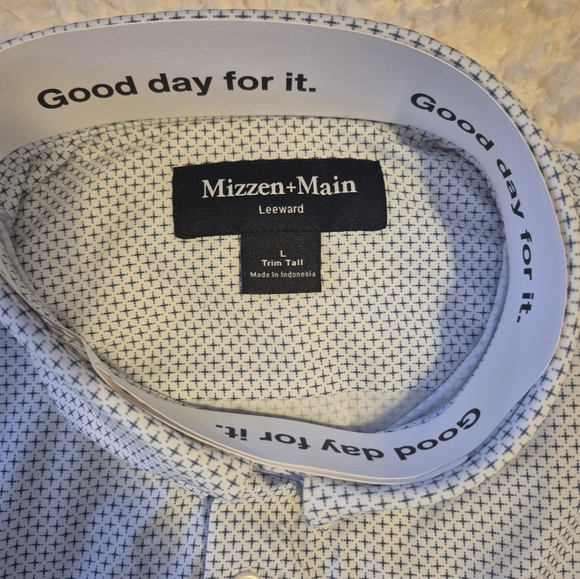 Good day for it.
Good day for it.
Mizzen+Main
Leeward
L
Trim Tall
Made in Indonesia
Good day for it.